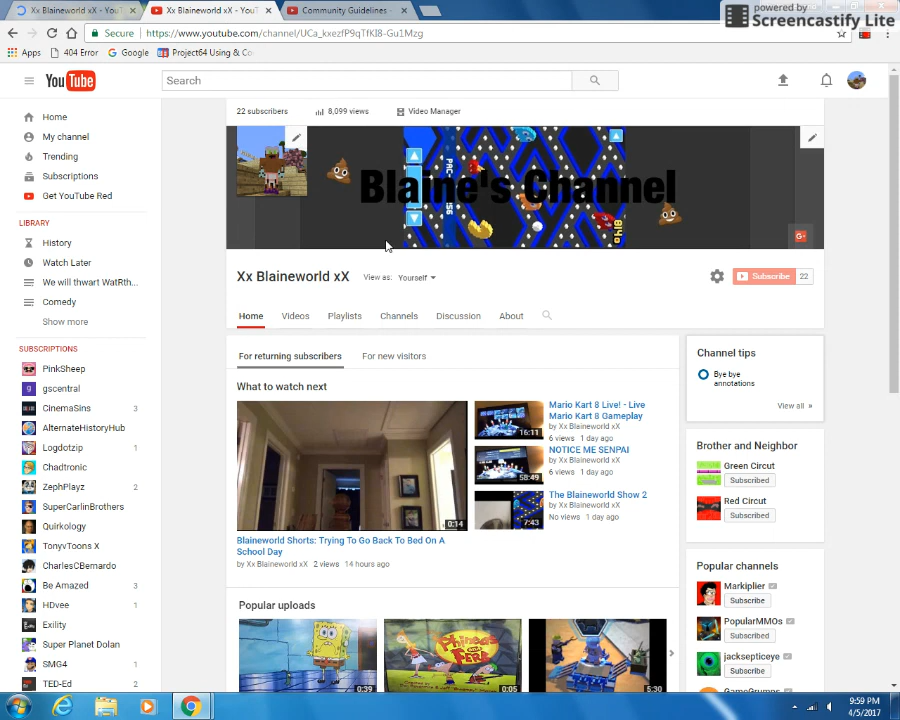 Xx Blaineworld xX - YouT
Xx Blaineworld xX - YouT
Community Guidelines -
powered by
Screencastify Lite
Secure
https://www.youtube.com/channel/UCa_kxezfP9qTfKI8-Gu1Mzg
Apps
404 Error
Google
Project64 Using & Co
YouTube
Search
Home
My channel
Trending
Subscriptions
Get YouTube Red
LIBRARY
History
Watch Later
We will thwart WatRth...
Comedy
Show more
SUBSCRIPTIONS
PinkSheep
gscentral
CinemaSins 3
AlternateHistoryHub
Logdotzip 1
Chadtronic
ZephPlayz 2
SuperCarlinBrothers
Quirkology
TonyvToons X
CharlesCBernardo
Be Amazed 3
HDvee 1
Exility
Super Planet Dolan
SMG4 1
TED-Ed 2
22 subscribers
8,099 views
Video Manager
PAC-
256
Blaine's Channel
Xx Blaineworld xX
View as: Yourself
Subscribe 22
Home
Videos
Playlists
Channels
Discussion
About
For returning subscribers
For new visitors
What to watch next
0:14
Blaineworld Shorts: Trying To Go Back To Bed On A
School Day
by Xx Blaineworld xX 2 views 14 hours ago
16:11
Mario Kart 8 Live! - Live
Mario Kart 8 Gameplay
by Xx Blaineworld xX
6 views 1 day ago
58:49
NOTICE ME SENPAI
by Xx Blaineworld xX
6 views 1 day ago
7:43
The Blaineworld Show 2
by Xx Blaineworld xX
No views 1 day ago
Popular uploads
0:39
Phineas
and
Ferb
0:05
5:30
Channel tips
Bye bye
annotations
View all »
Brother and Neighbor
Green Circut
Subscribed
Red Circut
Subscribed
Popular channels
Markiplier
Subscribe
PopularMMOs
Subscribe
jacksepticeye
Subscribe
GameGrumps
9:59 PM
4/5/2017